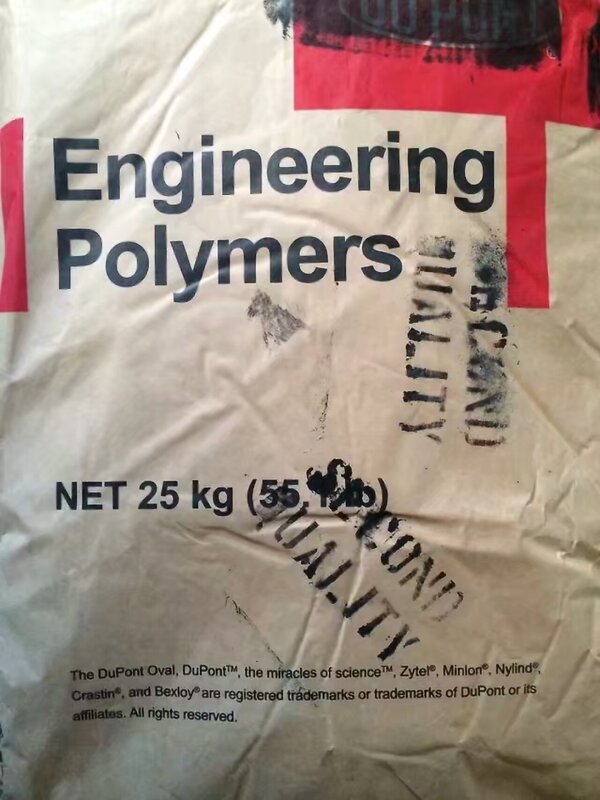 DU PONT
Engineering
Polymers
SECOND
QUALITY
NET 25 kg (55.1 lb)
SECOND
QUALITY
The DuPont Oval, DuPont™, the miracles of science™, Zytel®, Minlon®, Nylind®,
Crastin®, and Bexloy® are registered trademarks or trademarks of DuPont or its
affiliates. All rights reserved.